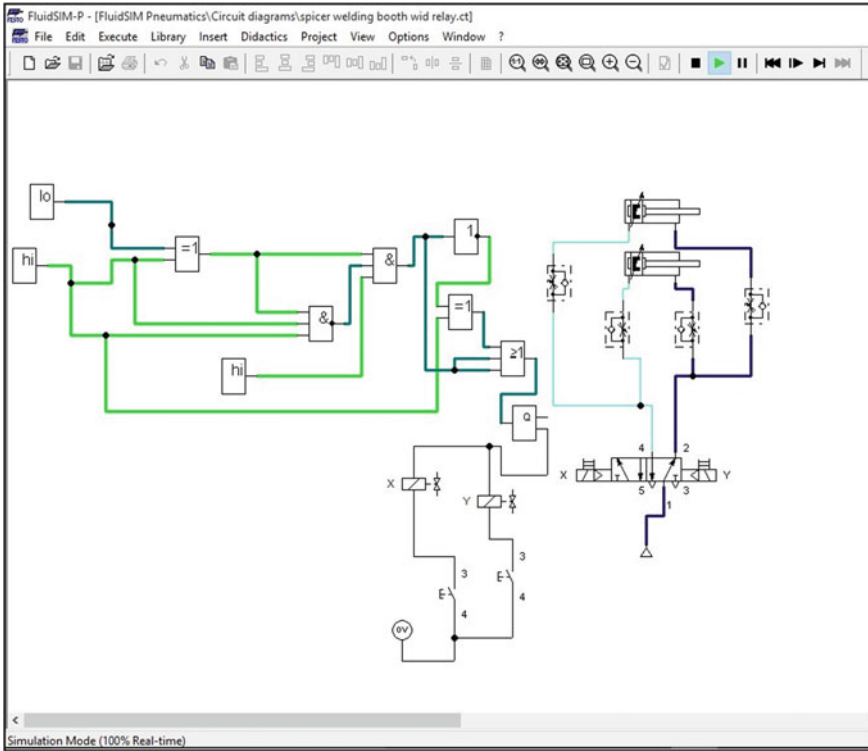 FluidSIM-P - [FluidSIM Pneumatics\Circuit diagrams\spicer welding booth wid relay.ct]
FESTO
File Edit Execute Library Insert Didactics Project View Options Window ?
lo
hi
=1
&
1
&
=1
hi
≥1
Q
4 2
X Y
5 3
1
X
Y
3
3
4
4
0V
Simulation Mode (100% Real-time)